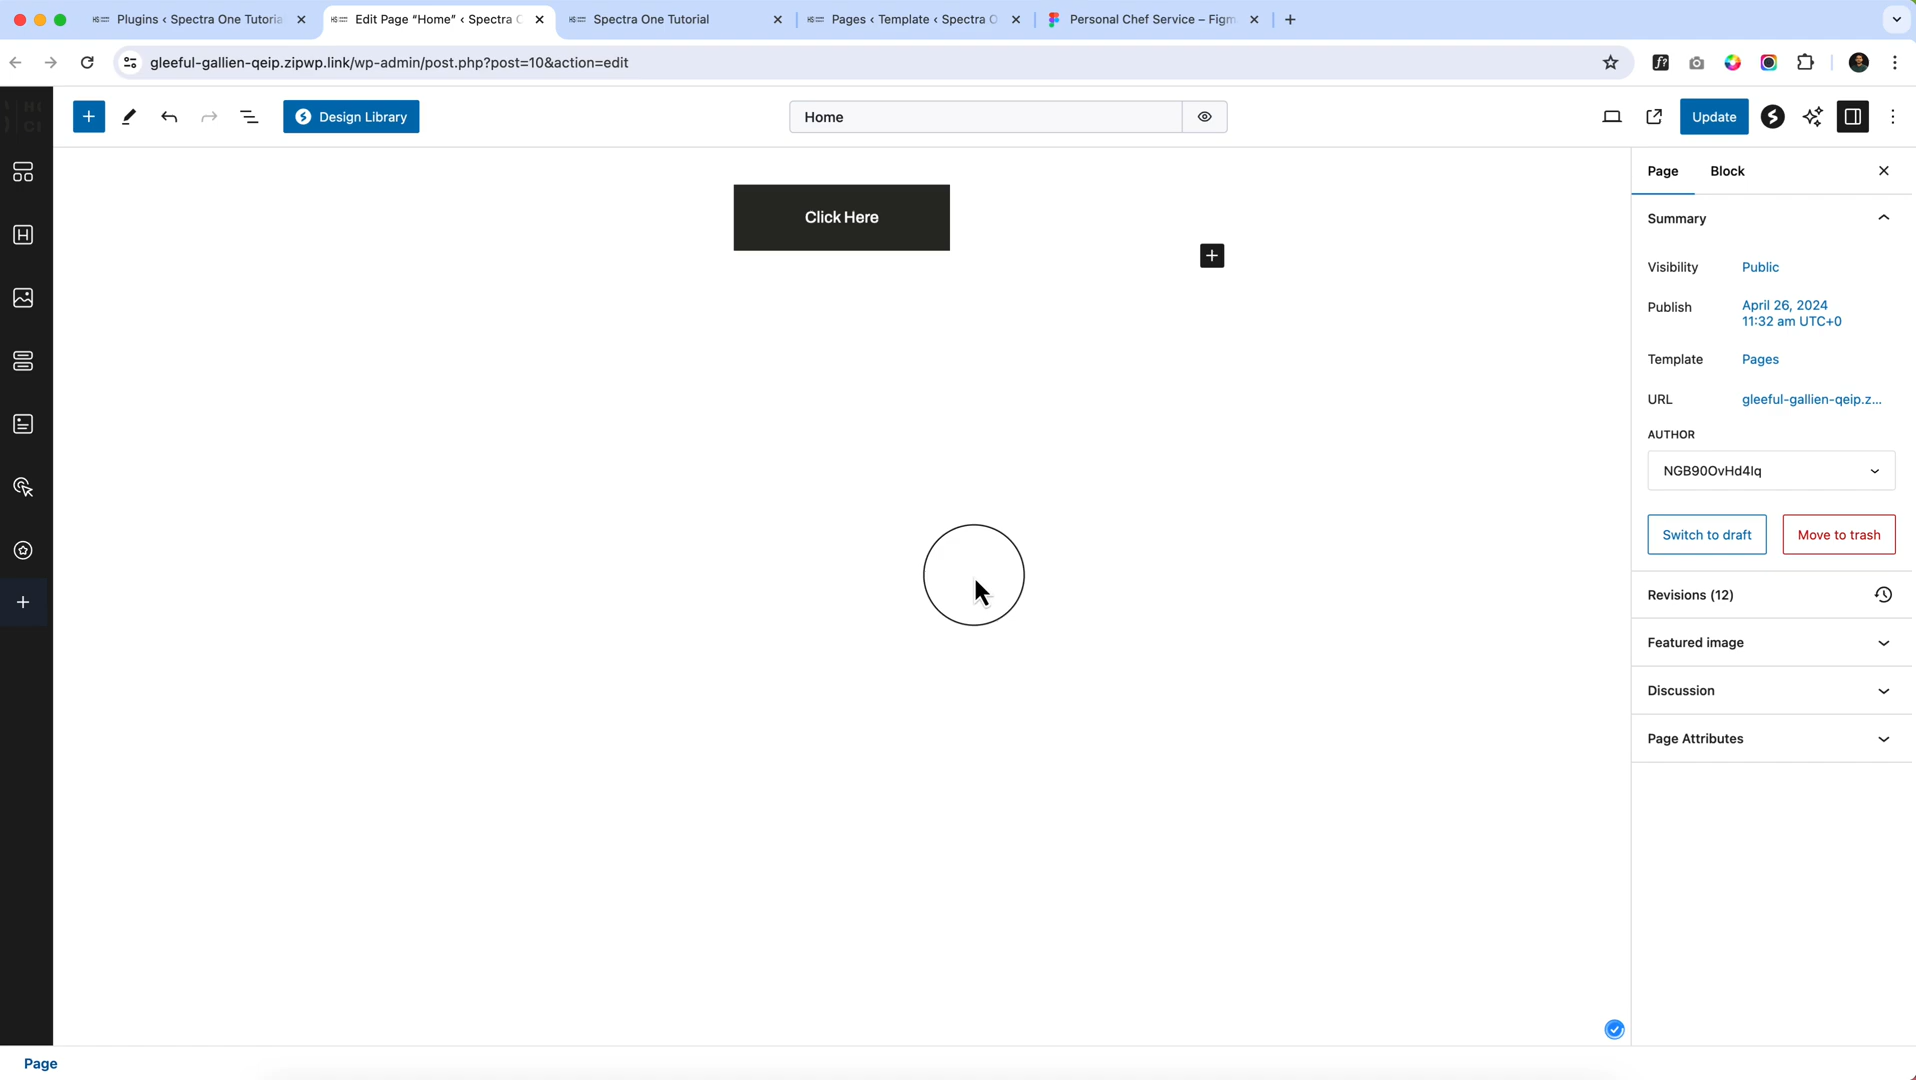 Plugins ‹ Spectra One Tutoria
Edit Page “Home” ‹ Spectra
Spectra One Tutorial
Pages ‹ Template ‹ Spectra O
Personal Chef Service – Figm
gleeful-gallien-qeip.zipwp.link/wp-admin/post.php?post=10&action=edit
Design Library
Home
Update
Page
Block
Click Here
Summary
Visibility
Public
Publish
April 26, 2024
11:32 am UTC+0
Template
Pages
URL
gleeful-gallien-qeip.z...
AUTHOR
Switch to draft
Move to trash
Revisions (12)
Featured image
Discussion
Page Attributes
Page